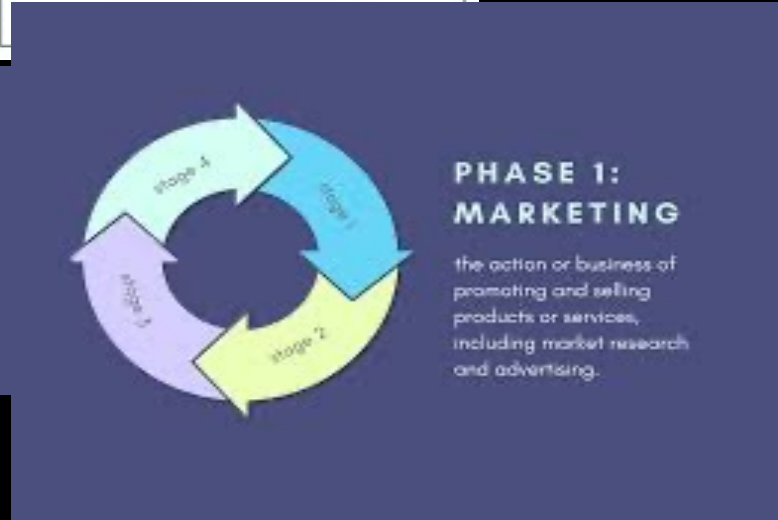 stage 4
stage 1
stage 3
stage 2
PHASE 1:
MARKETING
the action or business of
promoting and selling
products or services,
including market research
and advertising.